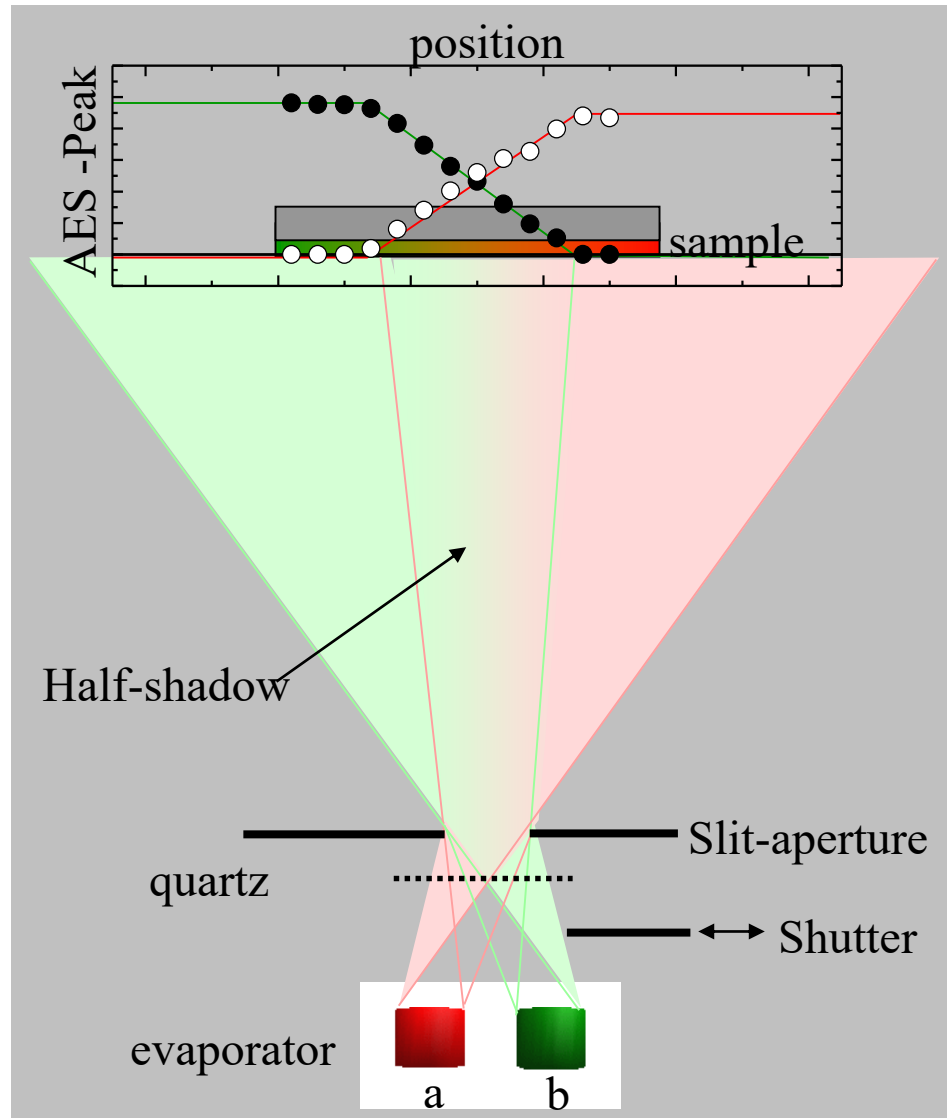 position
AES -Peak
sample
Half-shadow
Slit-aperture
quartz
Shutter
evaporator
a
b